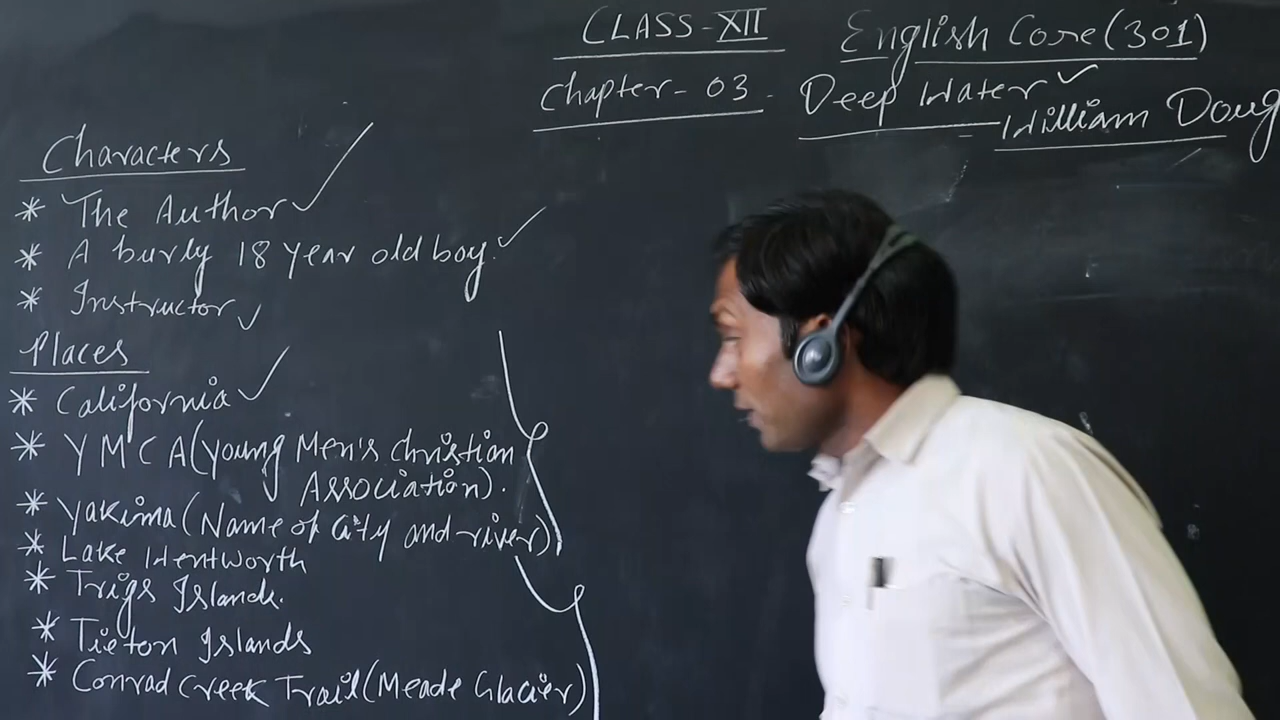 CLASS-XII English Core (301)
Chapter-03 - Deep Water
William Doug
Characters
* The Author
* A burly 18 year old boy.
* Instructor
Places
* California
* YMCA (Young Men's Christian
Association).
* Yakima (Name of City and river)
* Lake Wentworth
* Trigs Islands.
* Tieton Islands
* Conrad Creek Trail (Meade Glacier)